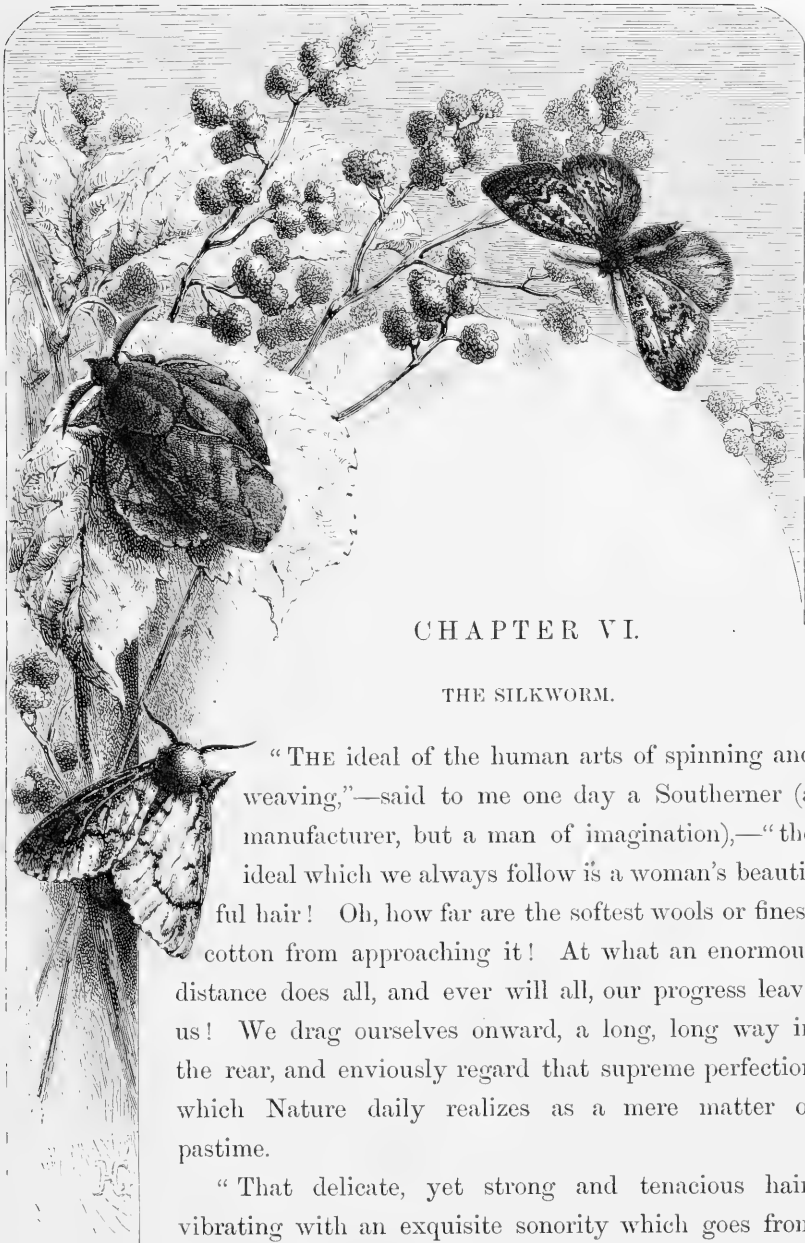 CHAPTER VI.
THE SILKWORM.
“THE ideal of the human arts of spinning and
weaving,”—said to me one day a Southerner (a
manufacturer, but a man of imagination),—“the
ideal which we always follow is a woman's beauti
ful hair! Oh, how far are the softest wools or fines
cotton from approaching it! At what an enormou
distance does all, and ever will all, our progress leav
us! We drag ourselves onward, a long, long way in
the rear, and enviously regard that supreme perfection
which Nature daily realizes as a mere matter o
pastime.
“That delicate, yet strong and tenacious hair
vibrating with an exquisite sonority which goes from